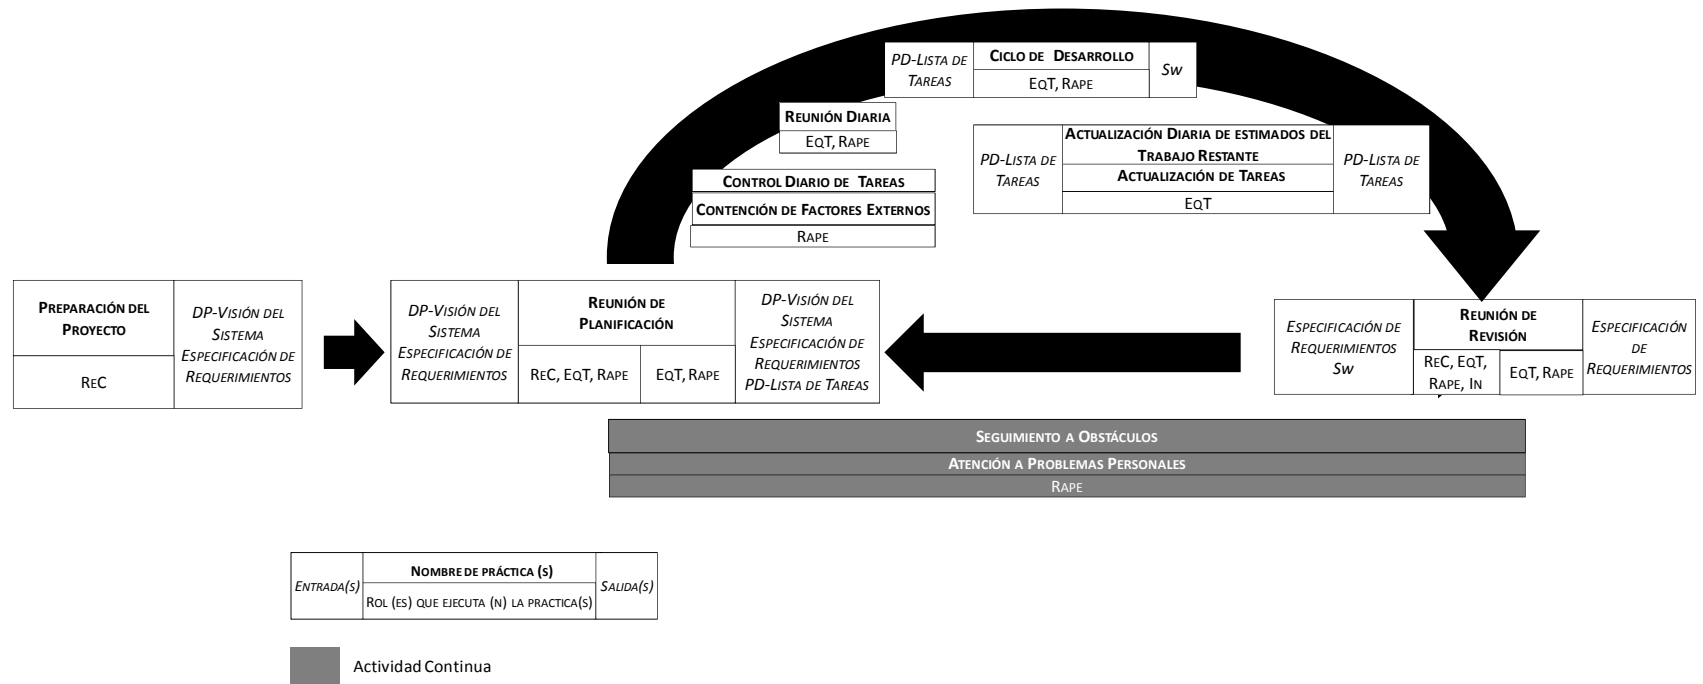 PD-Lista de
Tareas
Ciclo de Desarrollo
EqT, Rape
Sw
Reunión Diaria
EqT, Rape
PD-Lista de
Tareas
Actualización Diaria de estimados del
Trabajo Restante
Actualización de Tareas
EqT
PD-Lista de
Tareas
Control Diario de Tareas
Contención de Factores Externos
Rape
Preparación del
Proyecto
ReC
DP-Visión del
Sistema
Especificación de
Requerimientos
DP-Visión del
Sistema
Especificación de
Requerimientos
Reunión de
Planificación
ReC, EqT, Rape
EqT, Rape
DP-Visión del
Sistema
Especificación de
Requerimientos
PD-Lista de Tareas
Especificación de
Requerimientos
Sw
Reunión de
Revisión
ReC, EqT,
Rape, In
EqT, Rape
Especificación
de
Requerimientos
Seguimiento a Obstáculos
Atención a Problemas Personales
Rape
Entrada(s)
Nombre de práctica (s)
Rol (es) que ejecuta (n) la practica(s)
Salida(s)
Actividad Continua